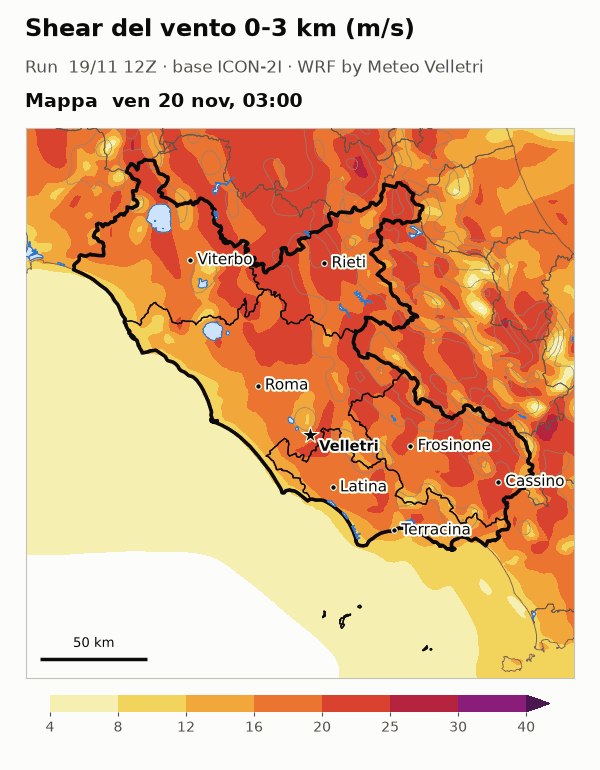 Shear del vento 0-3 km (m/s)
Run  19/11 12Z · base ICON-2I · WRF by Meteo Velletri
Mappa  ven 20 nov, 03:00
Viterbo
Rieti
Roma
Velletri
Frosinone
Latina
Cassino
Terracina
50 km
4 8 12 16 20 25 30 40